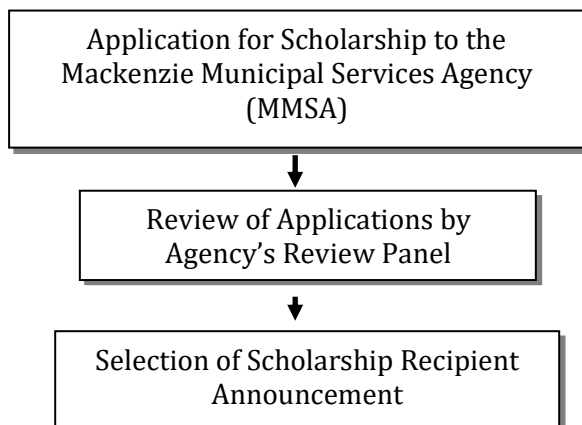 Application for Scholarship to the
Mackenzie Municipal Services Agency
(MMSA)
Review of Applications by
Agency’s Review Panel
Selection of Scholarship Recipient
Announcement